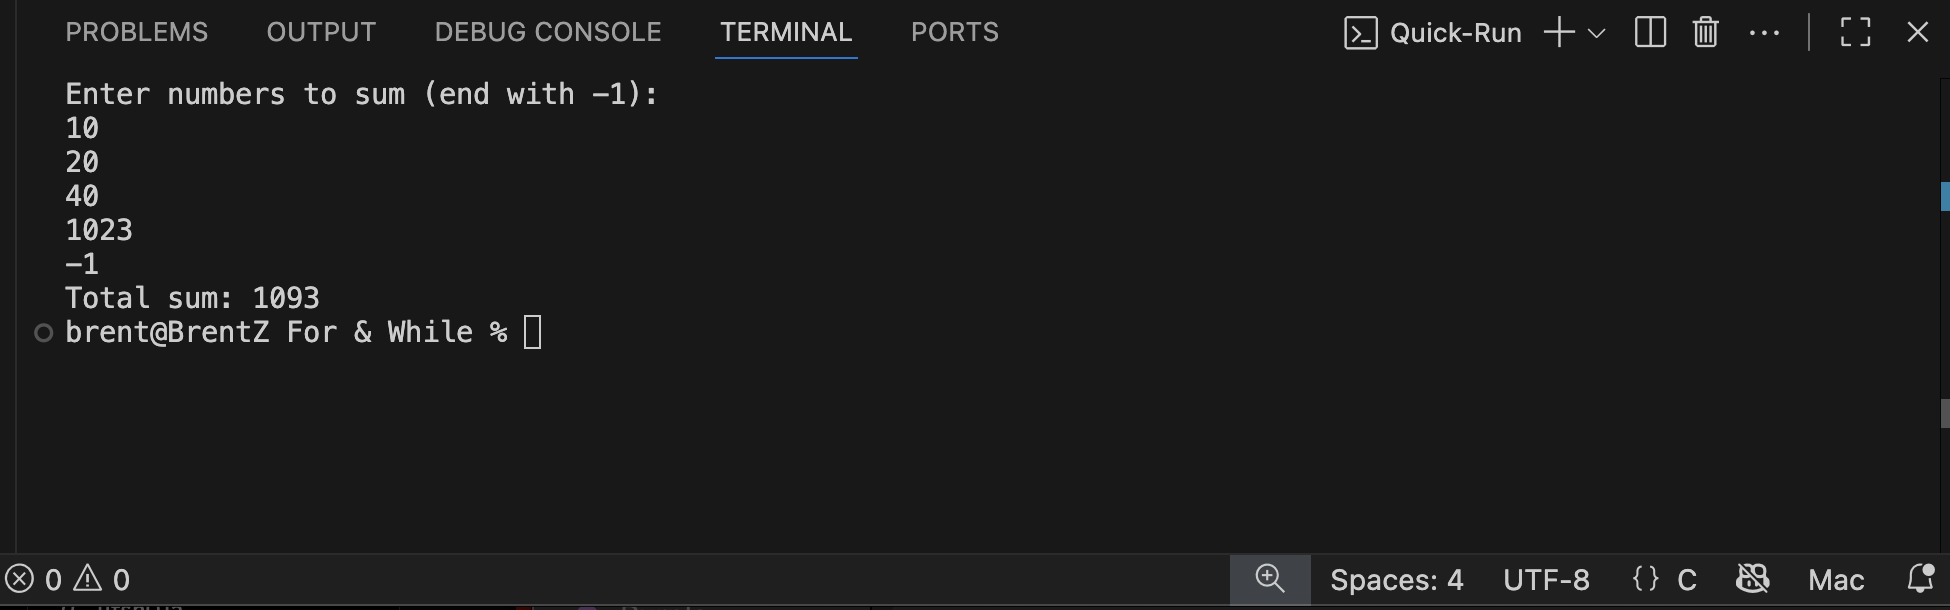 PROBLEMS OUTPUT DEBUG CONSOLE TERMINAL PORTS Quick-Run
Enter numbers to sum (end with -1):
10
20
40
1023
-1
Total sum: 1093
brent@BrentZ For & While %
0 0 Spaces: 4 UTF-8 {} C Mac